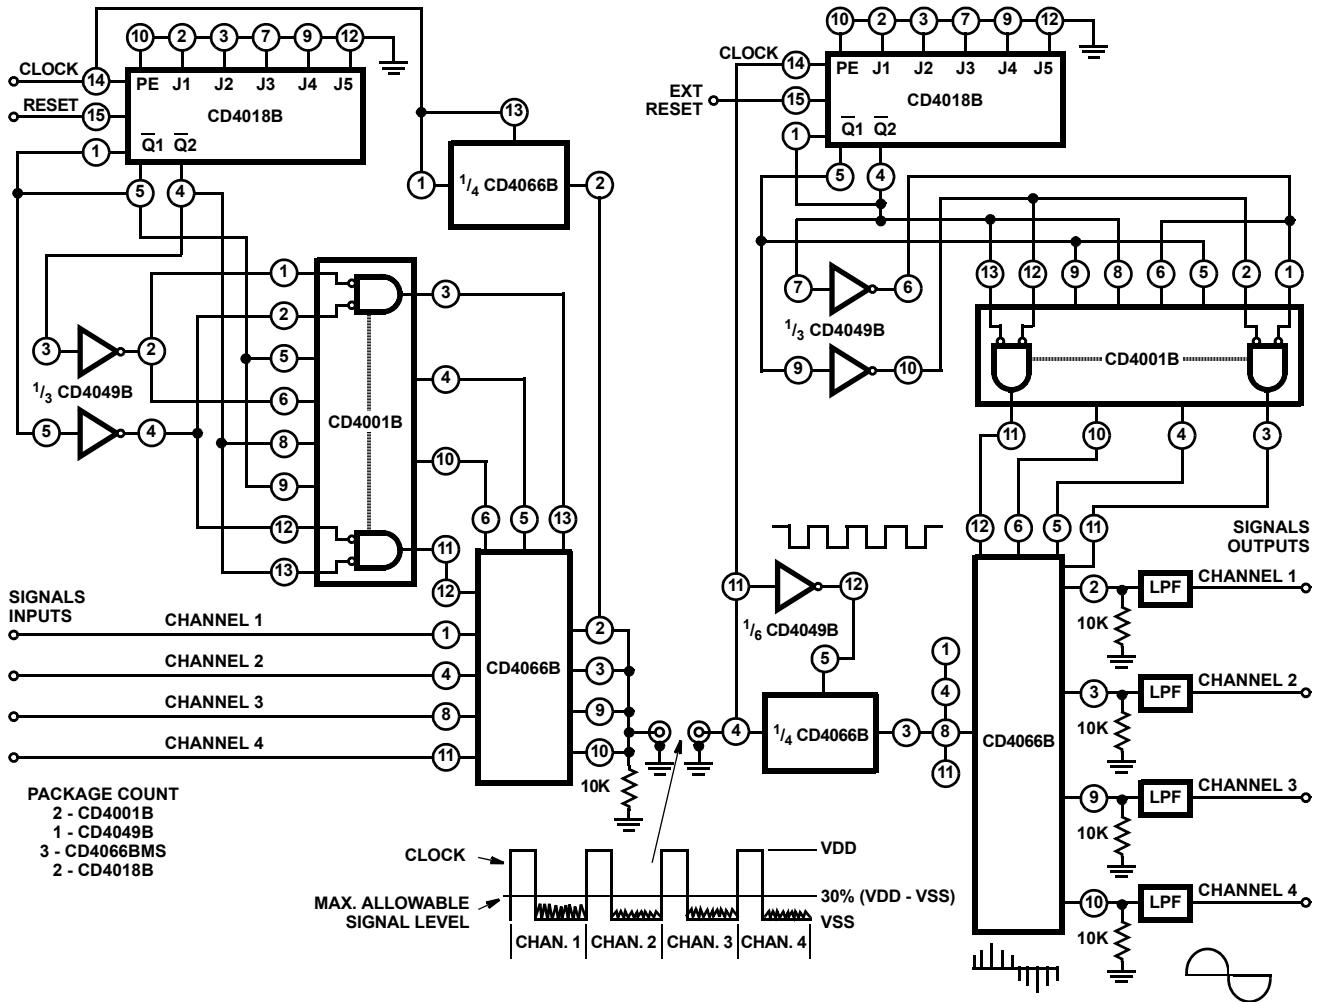 10 2 3 7 9 12
CLOCK 14 PE J1 J2 J3 J4 J5
RESET 15 CD4018B
1 Q̅1 Q̅2
5 4
13
1 1/4 CD4066B 2
1 3
2
3 2 5 4
1/3 CD4049B 6 CD4001B
5 4 8
9 10
12 6 5 13
11
13 12
SIGNALS
INPUTS
CHANNEL 1 1 2
CHANNEL 2 4 CD4066B 3
CHANNEL 3 8 9
CHANNEL 4 11 10
10K
PACKAGE COUNT
2 - CD4001B
1 - CD4049B
3 - CD4066BMS
2 - CD4018B
CLOCK VDD
MAX. ALLOWABLE
SIGNAL LEVEL
30% (VDD - VSS)
VSS
CHAN. 1 CHAN. 2 CHAN. 3 CHAN. 4
10 2 3 7 9 12
CLOCK 14 PE J1 J2 J3 J4 J5
EXT
RESET 15 CD4018B
1 Q̅1 Q̅2
5 4
13 12 9 8 6 5 2 1
7 6
1/3 CD4049B CD4001B
9 10
11 10 4 3
12 6 5 11
SIGNALS
OUTPUTS
11 12
1/6 CD4049B
5
1
4
4 1/4 CD4066B 3 8 CD4066B
11
2 LPF CHANNEL 1
10K
3 LPF CHANNEL 2
10K
9 LPF CHANNEL 3
10K
10 LPF CHANNEL 4
10K